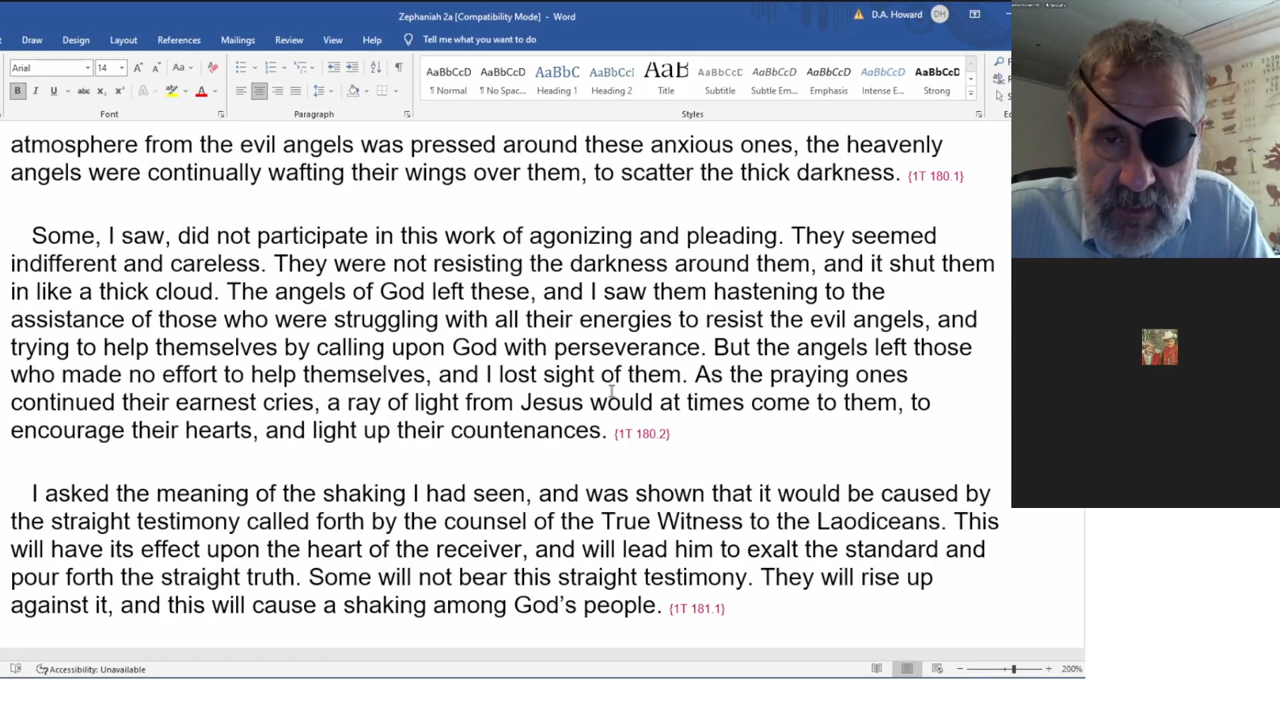 Zephaniah 2a [Compatibility Mode] - Word
D.A. Howard
DH
Draw
Design
Layout
References
Mailings
Review
View
Help
Tell me what you want to do
Arial
14
AaBbCcD
AaBbCcD
AaBbC
AaBbCcl
AaB
AaBbCcD
AaBbCcD
AaBbCcD
AaBbCcD
AaBbCcD
¶ Normal
¶ No Spac...
Heading 1
Heading 2
Title
Subtitle
Subtle Em...
Emphasis
Intense E...
Strong
Font
Paragraph
Styles
atmosphere from the evil angels was pressed around these anxious ones, the heavenly
angels were continually wafting their wings over them, to scatter the thick darkness. {1T 180.1}
Some, I saw, did not participate in this work of agonizing and pleading. They seemed
indifferent and careless. They were not resisting the darkness around them, and it shut them
in like a thick cloud. The angels of God left these, and I saw them hastening to the
assistance of those who were struggling with all their energies to resist the evil angels, and
trying to help themselves by calling upon God with perseverance. But the angels left those
who made no effort to help themselves, and I lost sight of them. As the praying ones
continued their earnest cries, a ray of light from Jesus would at times come to them, to
encourage their hearts, and light up their countenances. {1T 180.2}
I asked the meaning of the shaking I had seen, and was shown that it would be caused by
the straight testimony called forth by the counsel of the True Witness to the Laodiceans. This
will have its effect upon the heart of the receiver, and will lead him to exalt the standard and
pour forth the straight truth. Some will not bear this straight testimony. They will rise up
against it, and this will cause a shaking among God’s people. {1T 181.1}
Accessibility: Unavailable
200%